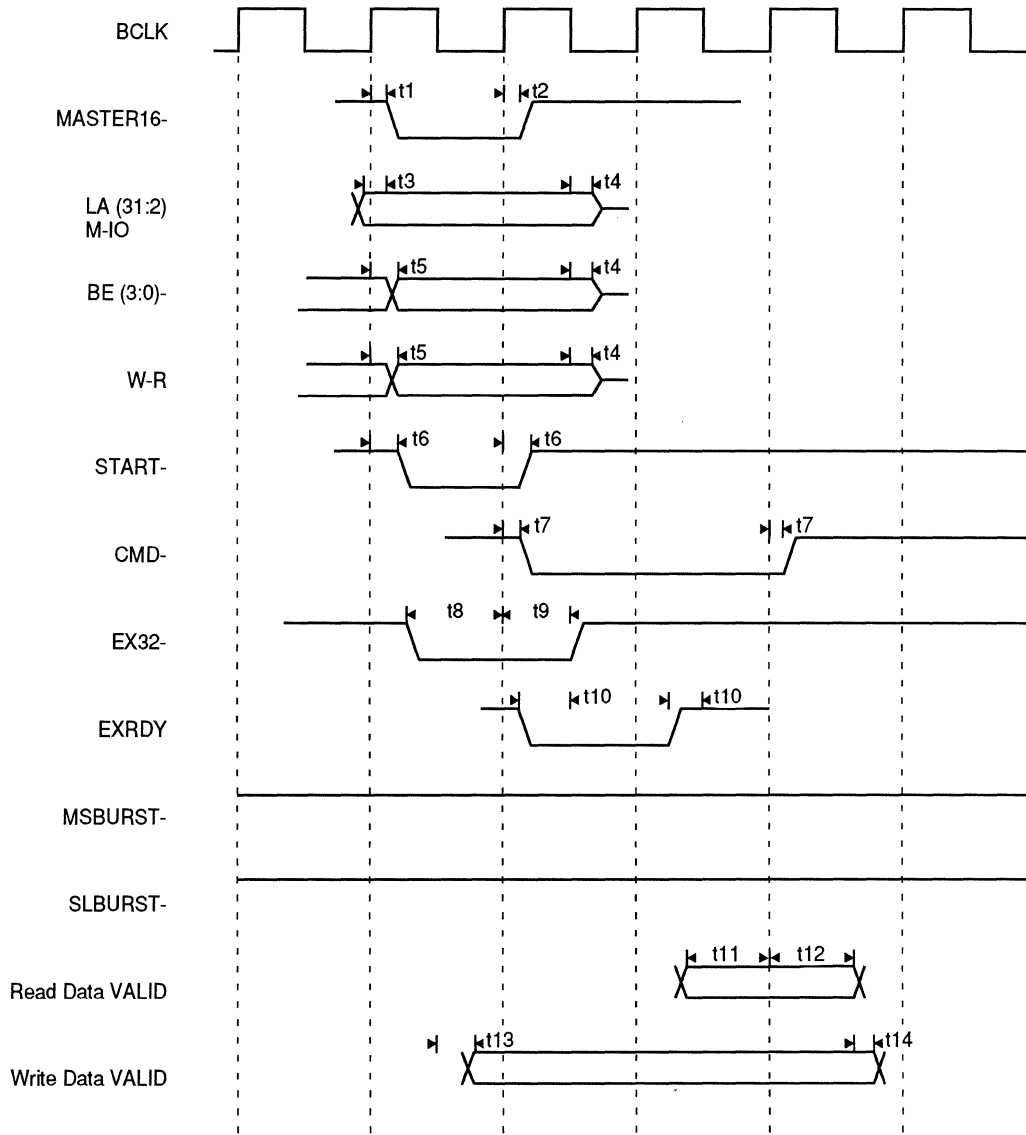 BCLK
MASTER16-
t1
t2
LA (31:2)
M-IO
t3
t4
BE (3:0)-
t5
t4
W-R
t5
t4
START-
t6
t6
CMD-
t7
t7
EX32-
t8
t9
EXRDY
t10
t10
MSBURST-
SLBURST-
Read Data VALID
t11
t12
Write Data VALID
t13
t14